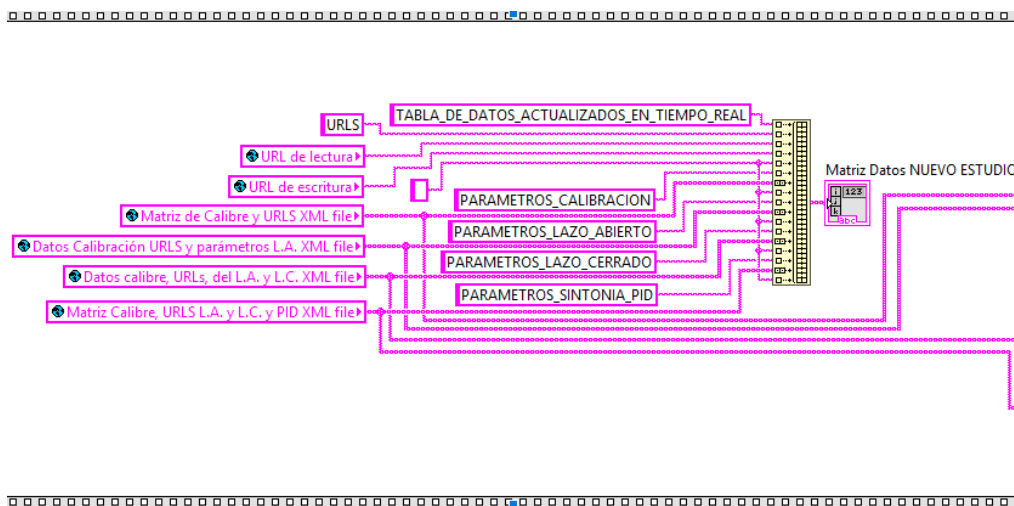 TABLA_DE_DATOS_ACTUALIZADOS_EN_TIEMPO_REAL
URLS
URL de lectura
URL de escritura
Matriz Datos NUEVO ESTUDIO
123
i
j
k
abc
PARAMETROS_CALIBRACION
Matriz de Calibre y URLS XML file
PARAMETROS_LAZO_ABIERTO
Datos Calibración URLS y parámetros L.A. XML file
PARAMETROS_LAZO_CERRADO
Datos calibre, URLs, del L.A. y L.C. XML file
PARAMETROS_SINTONIA_PID
Matriz Calibre, URLS L.A. y L.C. y PID XML file